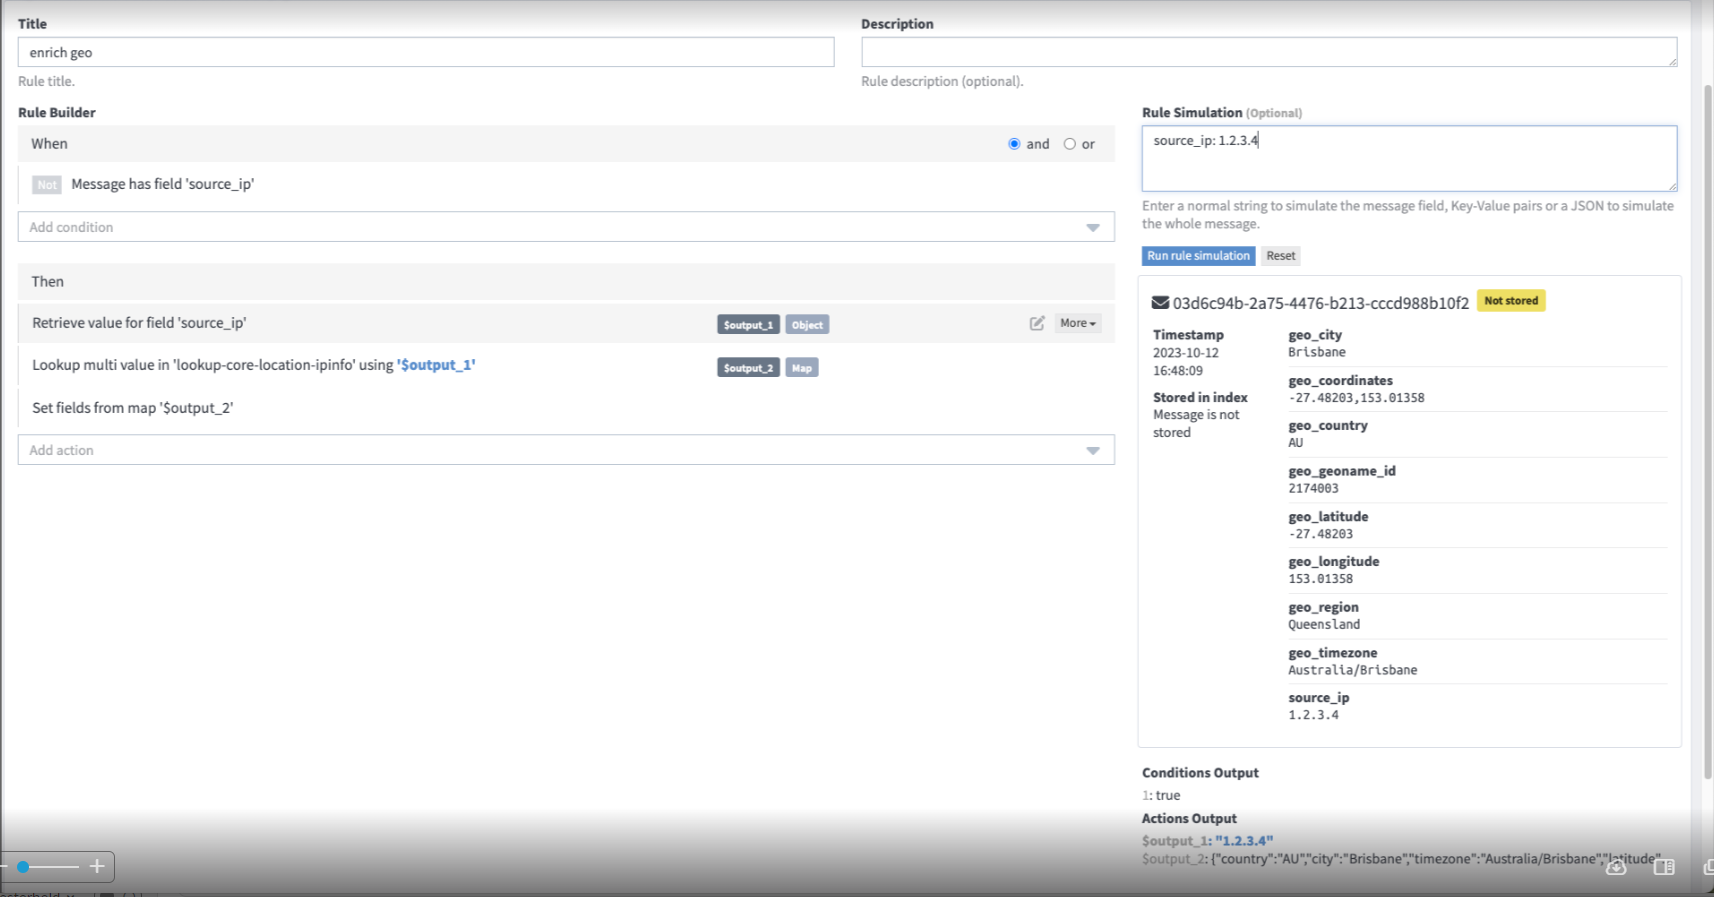 Title
enrich geo
Rule title.
Description
Rule description (optional).
Rule Builder
When
and
or
Not Message has field 'source_ip'
Add condition
Then
Retrieve value for field 'source_ip' $output_1 Object More
Lookup multi value in 'lookup-core-location-ipinfo' using '$output_1' $output_2 Map
Set fields from map '$output_2'
Add action
Rule Simulation (Optional)
source_ip: 1.2.3.4
Enter a normal string to simulate the message field, Key-Value pairs or a JSON to simulate
the whole message.
Run rule simulation Reset
03d6c94b-2a75-4476-b213-cccd988b10f2 Not stored
Timestamp
2023-10-12
16:48:09
Stored in index
Message is not
stored
geo_city
Brisbane
geo_coordinates
-27.48203,153.01358
geo_country
AU
geo_geoname_id
2174003
geo_latitude
-27.48203
geo_longitude
153.01358
geo_region
Queensland
geo_timezone
Australia/Brisbane
source_ip
1.2.3.4
Conditions Output
1: true
Actions Output
$output_1: "1.2.3.4"
$output_2: {"country":"AU","city":"Brisbane","timezone":"Australia/Brisbane","latitude"